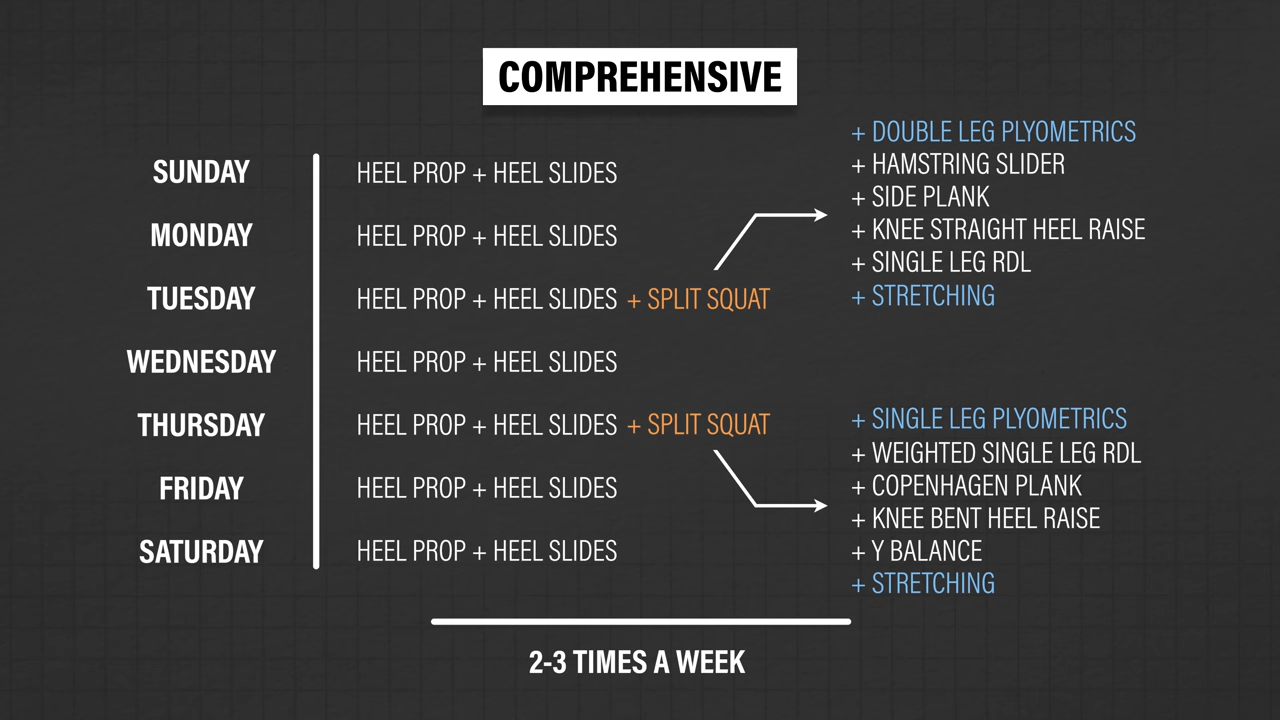 COMPREHENSIVE
SUNDAY HEEL PROP + HEEL SLIDES
MONDAY HEEL PROP + HEEL SLIDES
TUESDAY HEEL PROP + HEEL SLIDES + SPLIT SQUAT
+ DOUBLE LEG PLYOMETRICS
+ HAMSTRING SLIDER
+ SIDE PLANK
+ KNEE STRAIGHT HEEL RAISE
+ SINGLE LEG RDL
+ STRETCHING
WEDNESDAY HEEL PROP + HEEL SLIDES
THURSDAY HEEL PROP + HEEL SLIDES + SPLIT SQUAT
+ SINGLE LEG PLYOMETRICS
+ WEIGHTED SINGLE LEG RDL
+ COPENHAGEN PLANK
+ KNEE BENT HEEL RAISE
+ Y BALANCE
+ STRETCHING
FRIDAY HEEL PROP + HEEL SLIDES
SATURDAY HEEL PROP + HEEL SLIDES
2-3 TIMES A WEEK